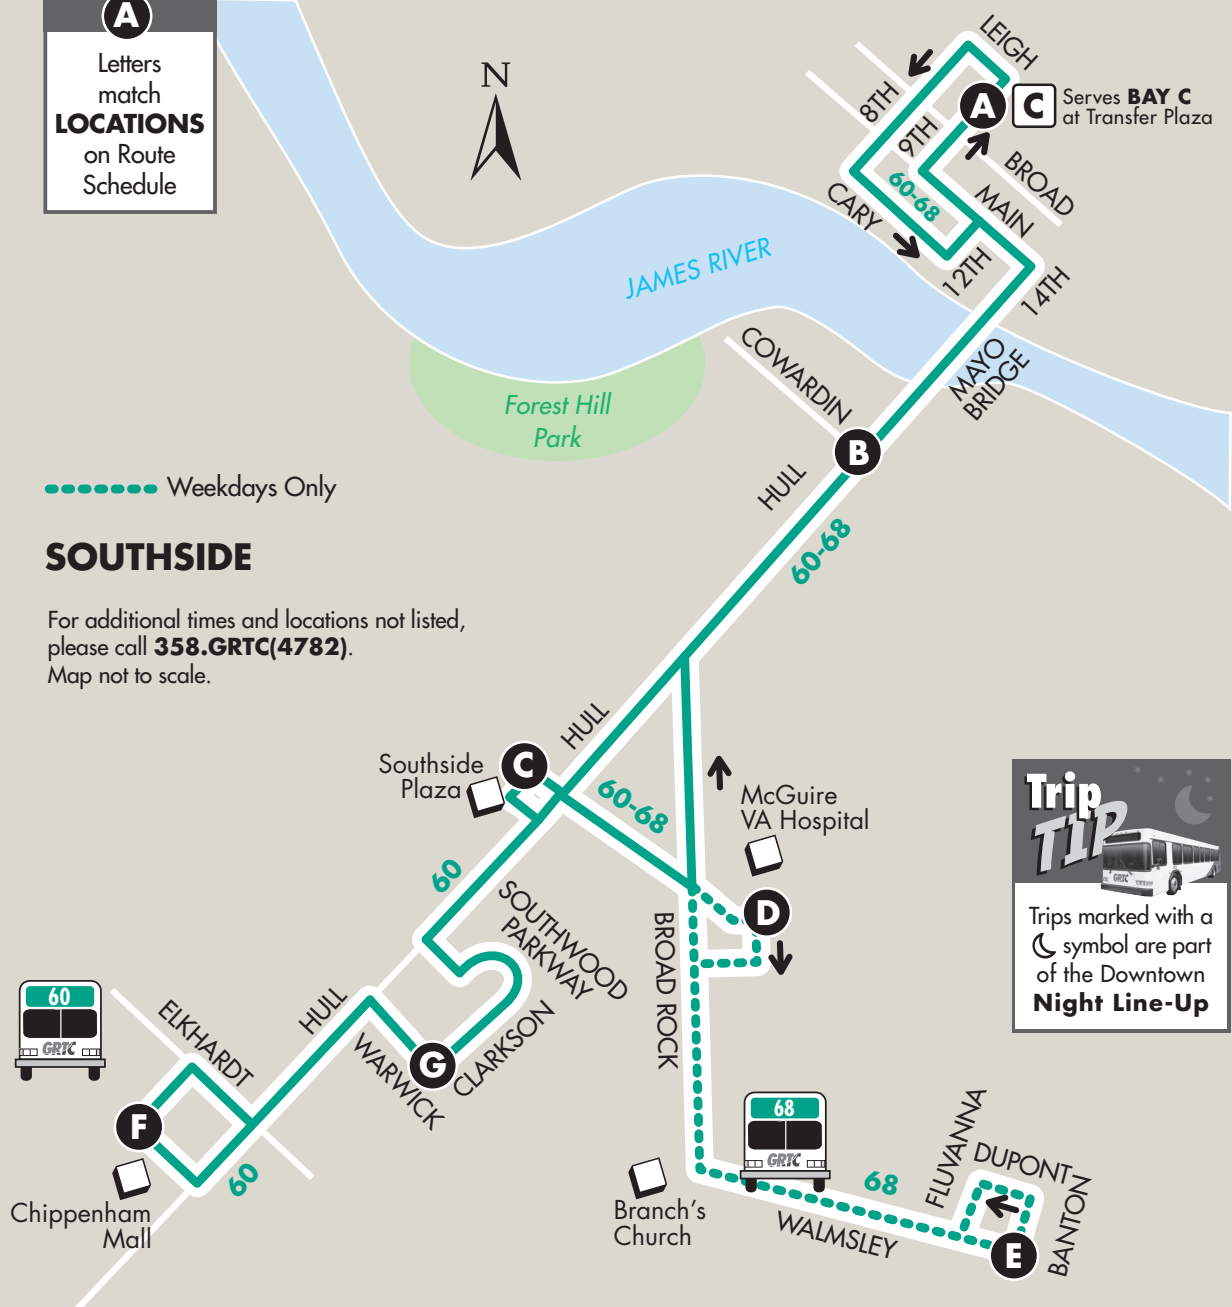 A
Letters
match
LOCATIONS
on Route
Schedule
N
LEIGH
8TH
9TH
A
C
Serves BAY C
at Transfer Plaza
BROAD
MAIN
60-68
CARY
12TH
14TH
JAMES RIVER
MAYO
BRIDGE
COWARDIN
Forest Hill
Park
B
HULL
60-68
Weekdays Only
SOUTHSIDE
For additional times and locations not listed,
please call 358.GRTC(4782).
Map not to scale.
HULL
Southside
Plaza
C
60-68
McGuire
VA Hospital
60
D
SOUTHWOOD
PARKWAY
BROAD ROCK
Trip
TIP
GRTC
Trips marked with a
symbol are part
of the Downtown
Night Line-Up
60
GRTC
ELKHARDT
HULL
WARWICK
G
CLARKSON
F
60
Chippenham
Mall
68
GRTC
Branch's
Church
68
WALMSLEY
FLUVANNA
DUPONT
BANTON
E